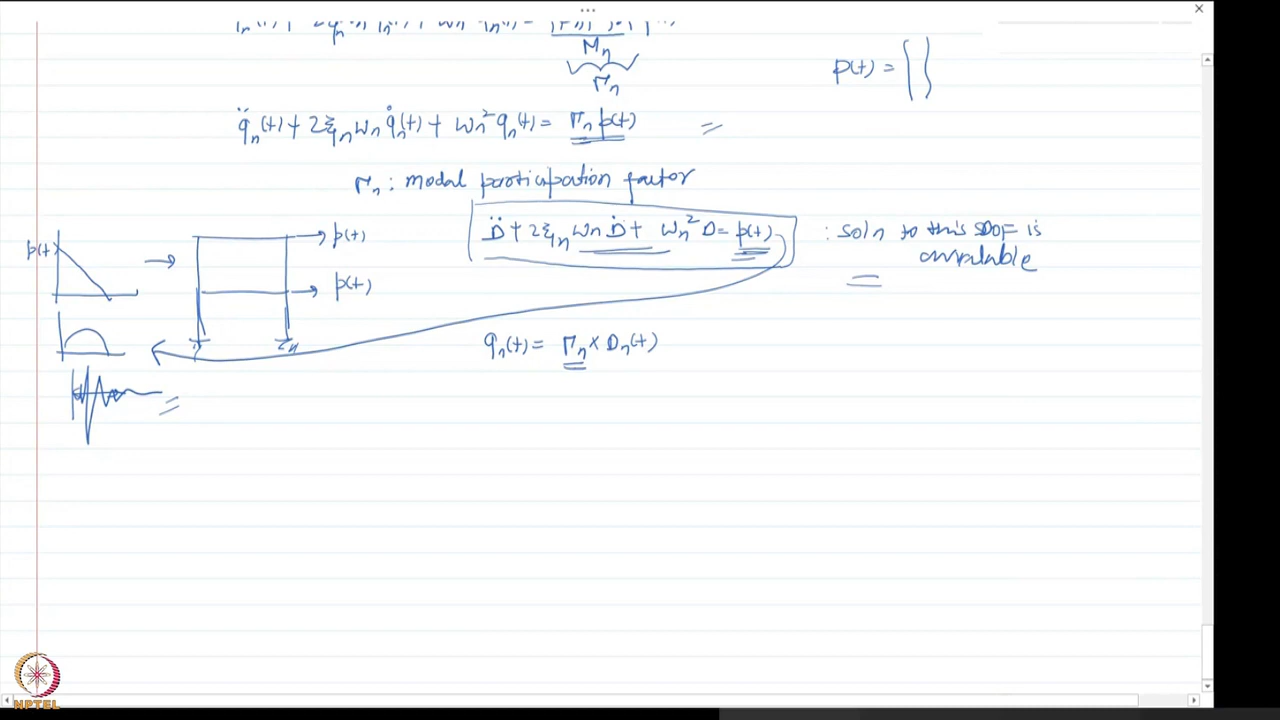 Mₙ
Γₙ
p(t) = { }
q̈ₙ(t) + 2ξₙ ωₙ q̇ₙ(t) + ωₙ² qₙ(t) = Γₙ p(t)
Γₙ : modal participation factor
D̈ + 2ξₙ ωₙ Ḋ + ωₙ² D = p(t) : soln to this SDOF is
available
p(t)
p(t)
p(t)
qₙ(t) = Γₙ × Dₙ(t)
NPTEL